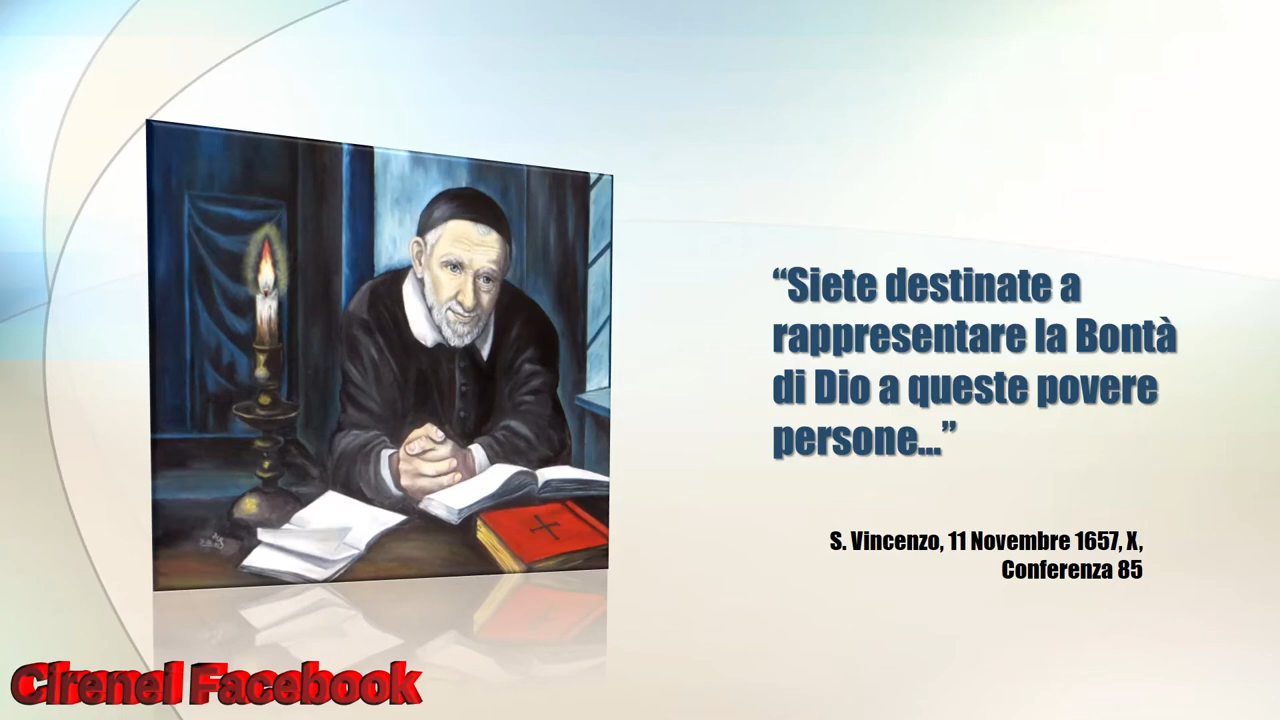 “Siete destinate a
rappresentare la Bontà
di Dio a queste povere
persone...”
S. Vincenzo, 11 Novembre 1657, X,
Conferenza 85
CIreneI Facebook